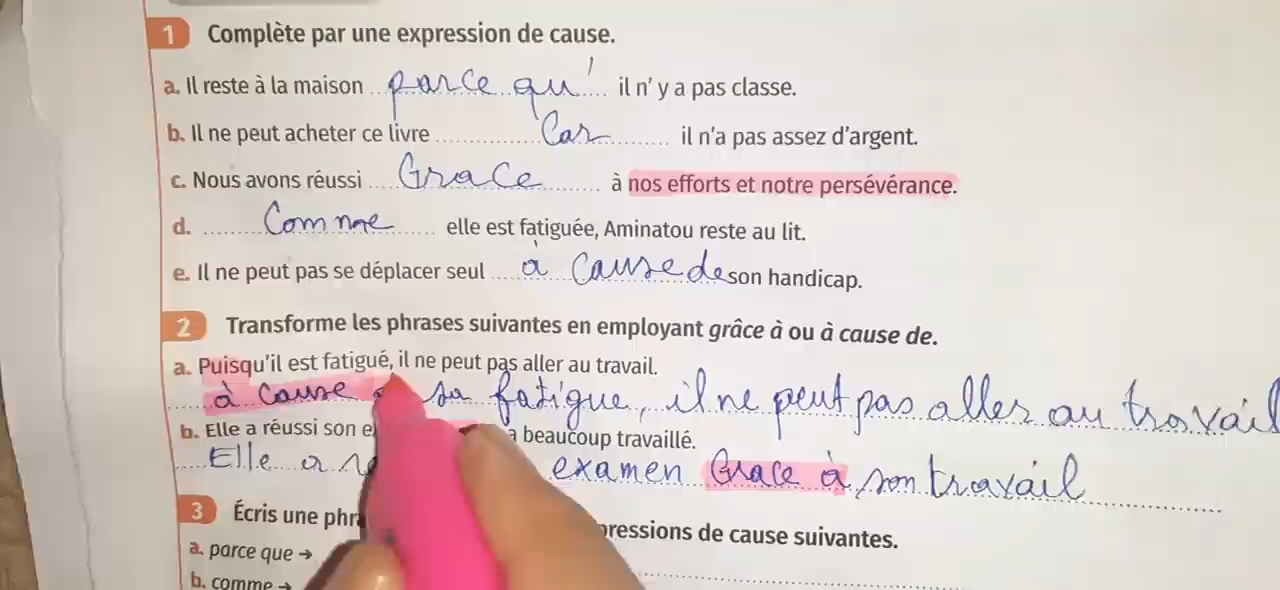 1 Complète par une expression de cause.
a. Il reste à la maison parce qu' il n'y a pas classe.
b. Il ne peut acheter ce livre Car il n'a pas assez d'argent.
c. Nous avons réussi Grace à nos efforts et notre persévérance.
d. Comme elle est fatiguée, Aminatou reste au lit.
e. Il ne peut pas se déplacer seul à cause de son handicap.
2 Transforme les phrases suivantes en employant grâce à ou à cause de.
a. Puisqu'il est fatigué, il ne peut pas aller au travail.
à cause sa fatigue, il ne peut pas aller au travail
b. Elle a réussi son a beaucoup travaillé.
Elle a examen Grace à son travail
3 Écris une expressions de cause suivantes.
a. parce que →
b. comme →